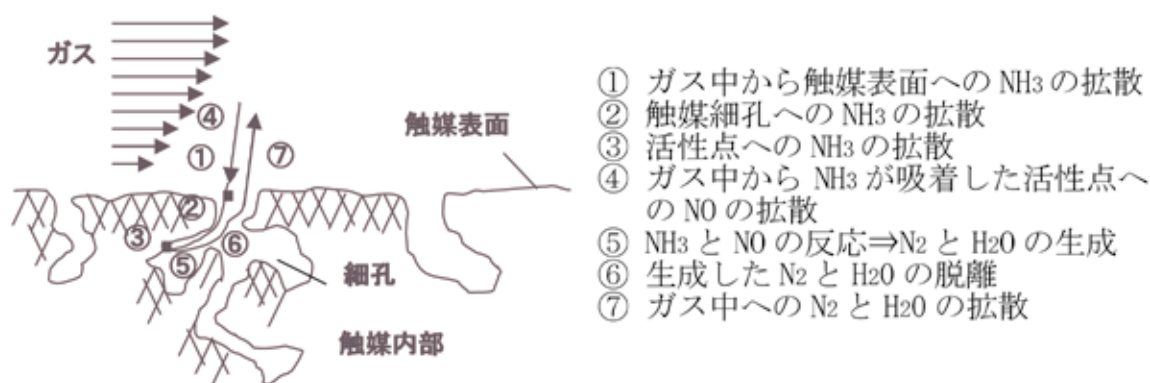 ガス
④
①
⑦
触媒表面
②
③
⑥
⑤
細孔
触媒内部
① ガス中から触媒表面への NH3 の拡散
② 触媒細孔への NH3 の拡散
③ 活性点への NH3 の拡散
④ ガス中から NH3 が吸着した活性点へ
の NO の拡散
⑤ NH3 と NO の反応⇒N2 と H2O の生成
⑥ 生成した N2 と H2O の脱離
⑦ ガス中への N2 と H2O の拡散